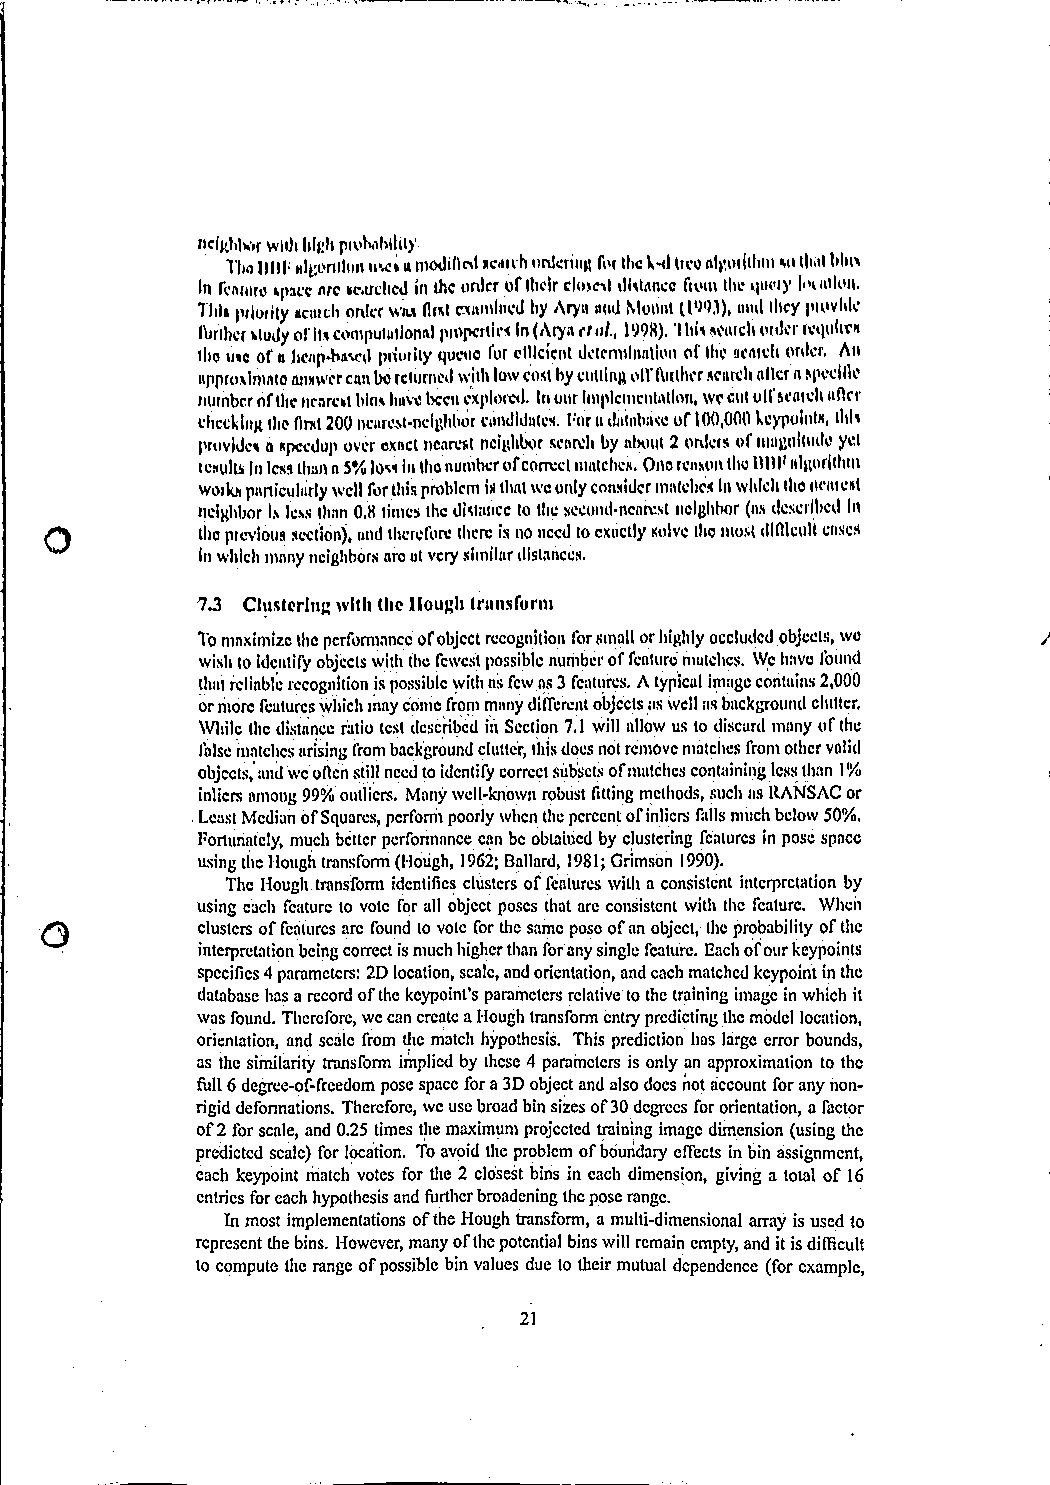 neighbor with high probability.
The BBF algorithm uses a modified search ordering for the k-d tree algorithm so that bins
in feature space are searched in the order of their closest distance from the query location.
This priority search order was first examined by Arya and Mount (1993), and they provide
further study of its computational properties in (Arya et al., 1998). This search order requires
the use of a heap-based priority queue for efficient determination of the search order. An
approximate answer can be returned with low cost by cutting off further search after a specific
number of the nearest bins have been explored. In our implementation, we cut off search after
checking the first 200 nearest-neighbor candidates. For a database of 100,000 keypoints, this
provides a speedup over exact nearest neighbor search by about 2 orders of magnitude yet
results in less than a 5% loss in the number of correct matches. One reason the BBF algorithm
works particularly well for this problem is that we only consider matches in which the nearest
neighbor is less than 0.8 times the distance to the second-nearest neighbor (as described in
the previous section), and therefore there is no need to exactly solve the most difficult cases
in which many neighbors are at very similar distances.
7.3 Clustering with the Hough transform
To maximize the performance of object recognition for small or highly occluded objects, we
wish to identify objects with the fewest possible number of feature matches. We have found
that reliable recognition is possible with as few as 3 features. A typical image contains 2,000
or more features which may come from many different objects as well as background clutter.
While the distance ratio test described in Section 7.1 will allow us to discard many of the
false matches arising from background clutter, this does not remove matches from other valid
objects, and we often still need to identify correct subsets of matches containing less than 1%
inliers among 99% outliers. Many well-known robust fitting methods, such as RANSAC or
Least Median of Squares, perform poorly when the percent of inliers falls much below 50%.
Fortunately, much better performance can be obtained by clustering features in pose space
using the Hough transform (Hough, 1962; Ballard, 1981; Grimson 1990).
The Hough transform identifies clusters of features with a consistent interpretation by
using each feature to vote for all object poses that are consistent with the feature. When
clusters of features are found to vote for the same pose of an object, the probability of the
interpretation being correct is much higher than for any single feature. Each of our keypoints
specifies 4 parameters: 2D location, scale, and orientation, and each matched keypoint in the
database has a record of the keypoint's parameters relative to the training image in which it
was found. Therefore, we can create a Hough transform entry predicting the model location,
orientation, and scale from the match hypothesis. This prediction has large error bounds,
as the similarity transform implied by these 4 parameters is only an approximation to the
full 6 degree-of-freedom pose space for a 3D object and also does not account for any non-
rigid deformations. Therefore, we use broad bin sizes of 30 degrees for orientation, a factor
of 2 for scale, and 0.25 times the maximum projected training image dimension (using the
predicted scale) for location. To avoid the problem of boundary effects in bin assignment,
each keypoint match votes for the 2 closest bins in each dimension, giving a total of 16
entries for each hypothesis and further broadening the pose range.
In most implementations of the Hough transform, a multi-dimensional array is used to
represent the bins. However, many of the potential bins will remain empty, and it is difficult
to compute the range of possible bin values due to their mutual dependence (for example,
21